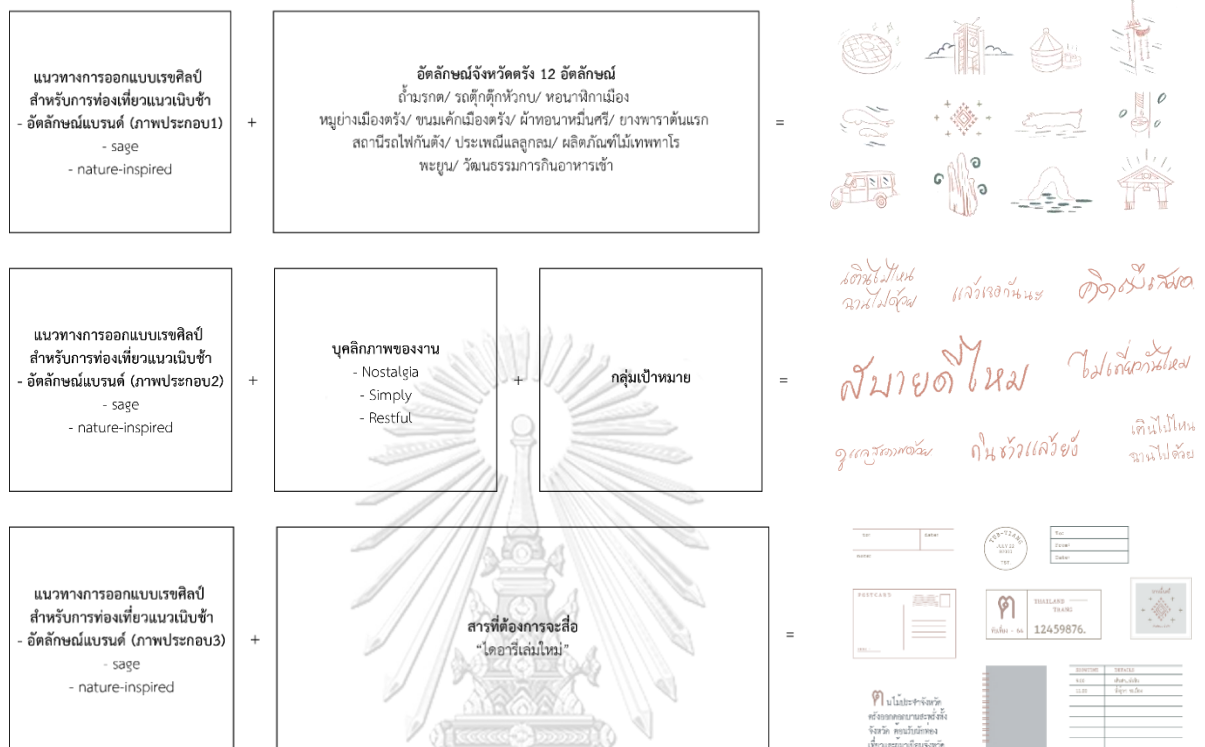 แนวทางการออกแบบเรขศิลป์
สำหรับการท่องเที่ยวแนวเนิบช้า
- อัตลักษณ์แบรนด์ (ภาพประกอบ1)
- sage
- nature-inspired
+
อัตลักษณ์จังหวัดตรัง 12 อัตลักษณ์
ถ้ำมรกต/ รถตุ๊กตุ๊กหัวกบ/ หอนาฬิกาเมือง
หมูย่างเมืองตรัง/ ขนมเค้กเมืองตรัง/ ผ้าทอนาหมื่นศรี/ ยางพาราต้นแรก
สถานีรถไฟกันตัง/ ประเพณีแลลูกลม/ ผลิตภัณฑ์ไม้เทพทาโร
พะยูน/ วัฒนธรรมการกินอาหารเช้า
=
แนวทางการออกแบบเรขศิลป์
สำหรับการท่องเที่ยวแนวเนิบช้า
- อัตลักษณ์แบรนด์ (ภาพประกอบ2)
- sage
- nature-inspired
+
บุคลิกภาพของงาน
- Nostalgia
- Simply
- Restful
+
กลุ่มเป้าหมาย
=
เดินไปไหน
ฉานไปด้วย
แล้วเจอกันนะ
คิดถึงเสมอ
สบายดีไหม
ไปเที่ยวกันไหม
ดูแลสุขภาพด้วย
กินข้าวแล้วยัง
เดินไปไหน
ฉานไปด้วย
แนวทางการออกแบบเรขศิลป์
สำหรับการท่องเที่ยวแนวเนิบช้า
- อัตลักษณ์แบรนด์ (ภาพประกอบ3)
- sage
- nature-inspired
+
สารที่ต้องการจะสื่อ
"ไดอารีเล่มใหม่"
=
TUB-TIANG
JULY 22
POSTCARD
ต
THAILAND
TRANG
12459876.
ต
นไม้ประจำจังหวัด